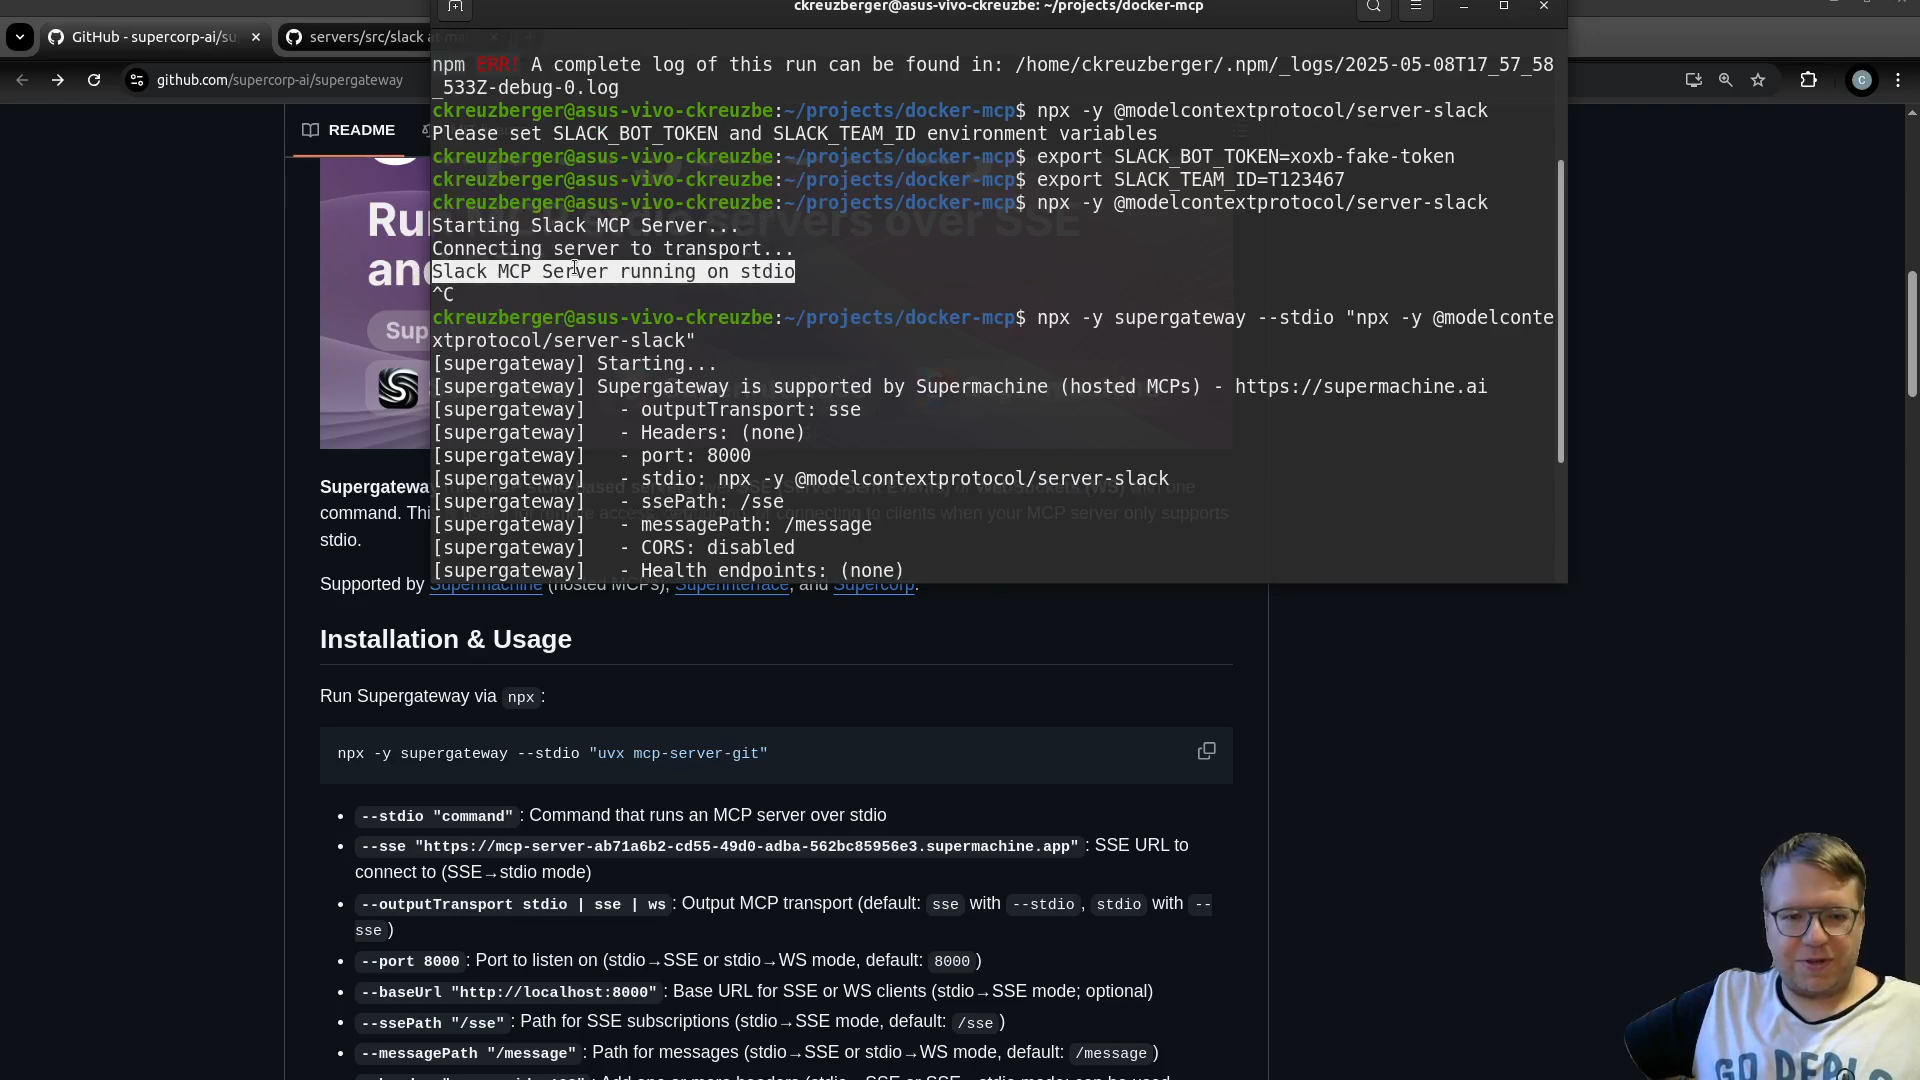 ckreuzberger@asus-vivo-ckreuzbe: ~/projects/docker-mcp
GitHub - supercorp-ai/su
servers/src/slack at ma
github.com/supercorp-ai/supergateway
README
npm ERR! A complete log of this run can be found in: /home/ckreuzberger/.npm/_logs/2025-05-08T17_57_58
_533Z-debug-0.log
ckreuzberger@asus-vivo-ckreuzbe:~/projects/docker-mcp$ npx -y @modelcontextprotocol/server-slack
Please set SLACK_BOT_TOKEN and SLACK_TEAM_ID environment variables
ckreuzberger@asus-vivo-ckreuzbe:~/projects/docker-mcp$ export SLACK_BOT_TOKEN=xoxb-fake-token
ckreuzberger@asus-vivo-ckreuzbe:~/projects/docker-mcp$ export SLACK_TEAM_ID=T123467
ckreuzberger@asus-vivo-ckreuzbe:~/projects/docker-mcp$ npx -y @modelcontextprotocol/server-slack
Starting Slack MCP Server...
Connecting server to transport...
Slack MCP Server running on stdio
^C
ckreuzberger@asus-vivo-ckreuzbe:~/projects/docker-mcp$ npx -y supergateway --stdio "npx -y @modelconte
xtprotocol/server-slack"
[supergateway] Starting...
[supergateway] Supergateway is supported by Supermachine (hosted MCPs) - https://supermachine.ai
[supergateway]   - outputTransport: sse
[supergateway]   - Headers: (none)
[supergateway]   - port: 8000
[supergateway]   - stdio: npx -y @modelcontextprotocol/server-slack
[supergateway]   - ssePath: /sse
[supergateway]   - messagePath: /message
[supergateway]   - CORS: disabled
[supergateway]   - Health endpoints: (none)
Ru servers over SSE
an
Sup
Supergatewa
command. Thi
stdio.
Supported by Supermachine (hosted MCPs), Superinterface, and Supercorp.
Installation & Usage
Run Supergateway via npx:
npx -y supergateway --stdio "uvx mcp-server-git"
• --stdio "command": Command that runs an MCP server over stdio
• --sse "https://mcp-server-ab71a6b2-cd55-49d0-adba-562bc85956e3.supermachine.app": SSE URL to
connect to (SSE→stdio mode)
• --outputTransport stdio | sse | ws: Output MCP transport (default: sse with --stdio, stdio with --
sse)
• --port 8000: Port to listen on (stdio→SSE or stdio→WS mode, default: 8000)
• --baseUrl "http://localhost:8000": Base URL for SSE or WS clients (stdio→SSE mode; optional)
• --ssePath "/sse": Path for SSE subscriptions (stdio→SSE mode, default: /sse)
• --messagePath "/message": Path for messages (stdio→SSE or stdio→WS mode, default: /message)
GO DEPLO